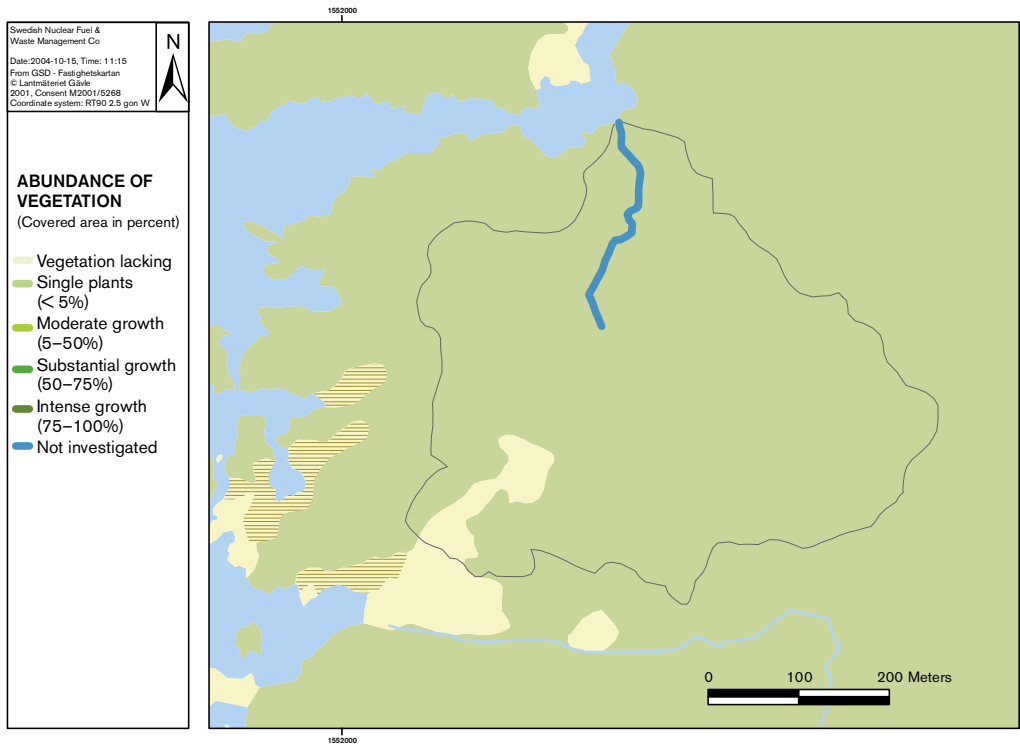 1552000
Swedish Nuclear Fuel &
Waste Management Co
Date:2004-10-15, Time: 11:15
From GSD - Fastighetskartan
© Lantmäteriet Gävle
2001, Consent M2001/5268
Coordinate system: RT90 2.5 gon W
N
ABUNDANCE OF
VEGETATION
(Covered area in percent)
Vegetation lacking
Single plants
(< 5%)
Moderate growth
(5–50%)
Substantial growth
(50–75%)
Intense growth
(75–100%)
Not investigated
0 100 200 Meters
1552000